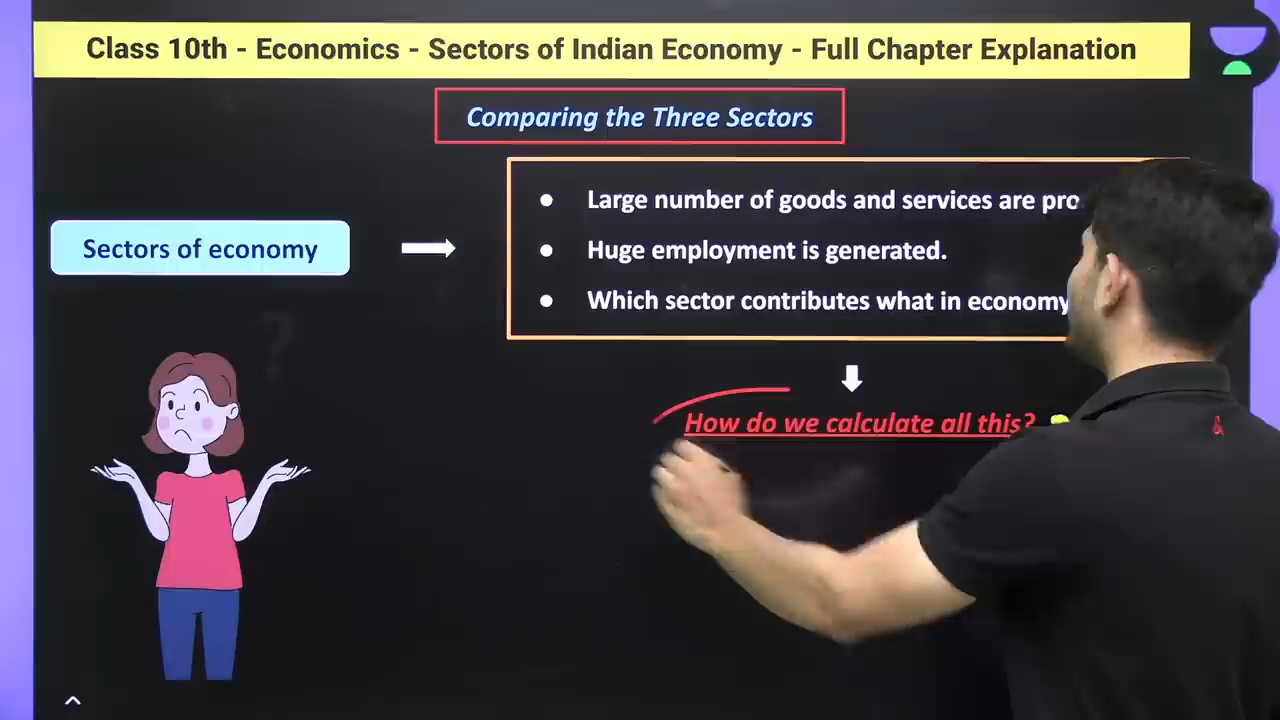 Class 10th - Economics - Sectors of Indian Economy - Full Chapter Explanation
Comparing the Three Sectors
Sectors of economy
● Large number of goods and services are pro
● Huge employment is generated.
● Which sector contributes what in economy
How do we calculate all this?
?